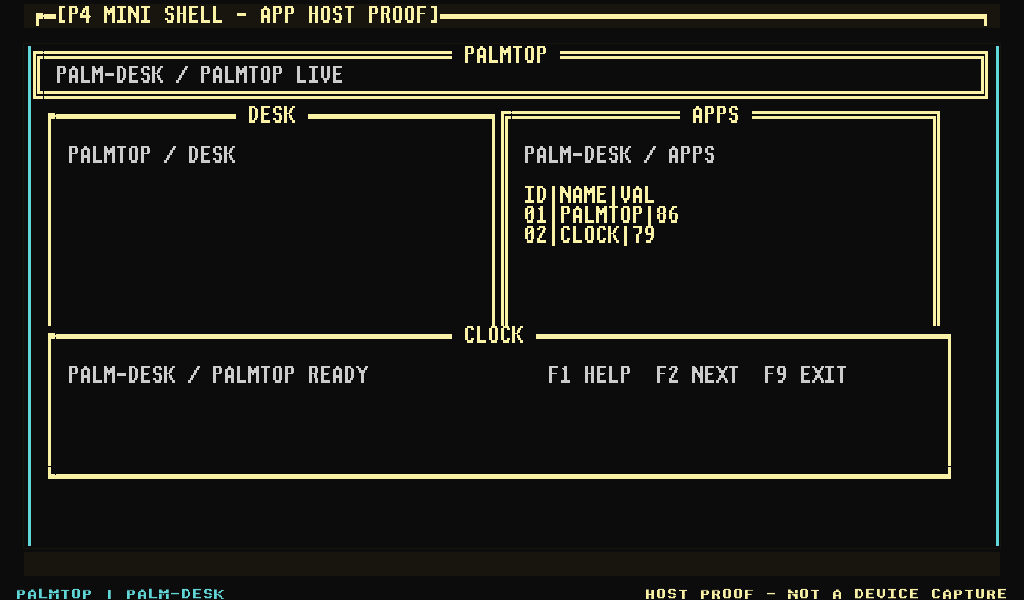 [P4 MINI SHELL - APP HOST PROOF]
PALMTOP
PALM-DESK / PALMTOP LIVE
DESK
PALMTOP / DESK
APPS
PALM-DESK / APPS
ID|NAME|VAL
01|PALMTOP|86
02|CLOCK|79
CLOCK
PALM-DESK / PALMTOP READY F1 HELP F2 NEXT F9 EXIT
PALMTOP | PALM-DESK
HOST PROOF - NOT A DEVICE CAPTURE